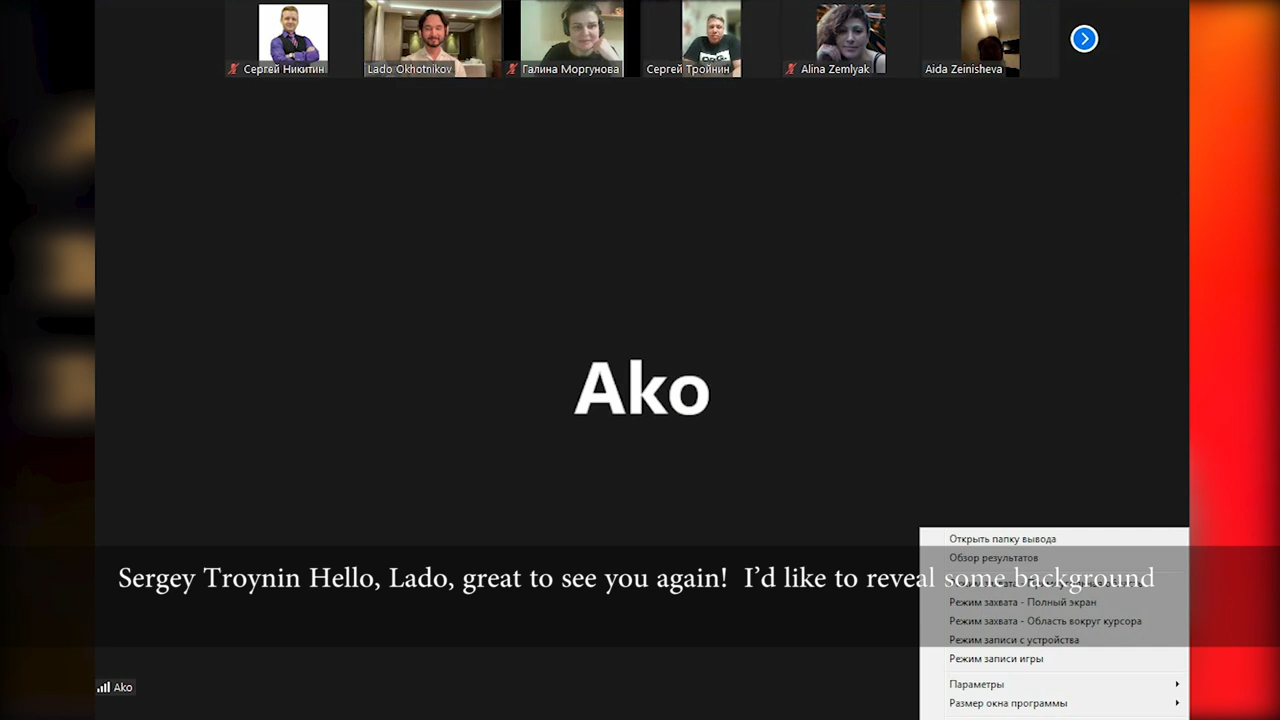 Сергей Никитин
Lado Okhotnikov
Галина Моргунова
Сергей Тройнин
Alina Zemlyak
Aida Zeinisheva
Ako
Открыть папку вывода
Обзор результатов
Sergey Troynin Hello, Lado, great to see you again! I’d like to reveal some background
Режим захвата - Полный экран
Режим захвата - Область вокруг курсора
Режим записи с устройства
Режим записи игры
Параметры
Размер окна программы
Ako